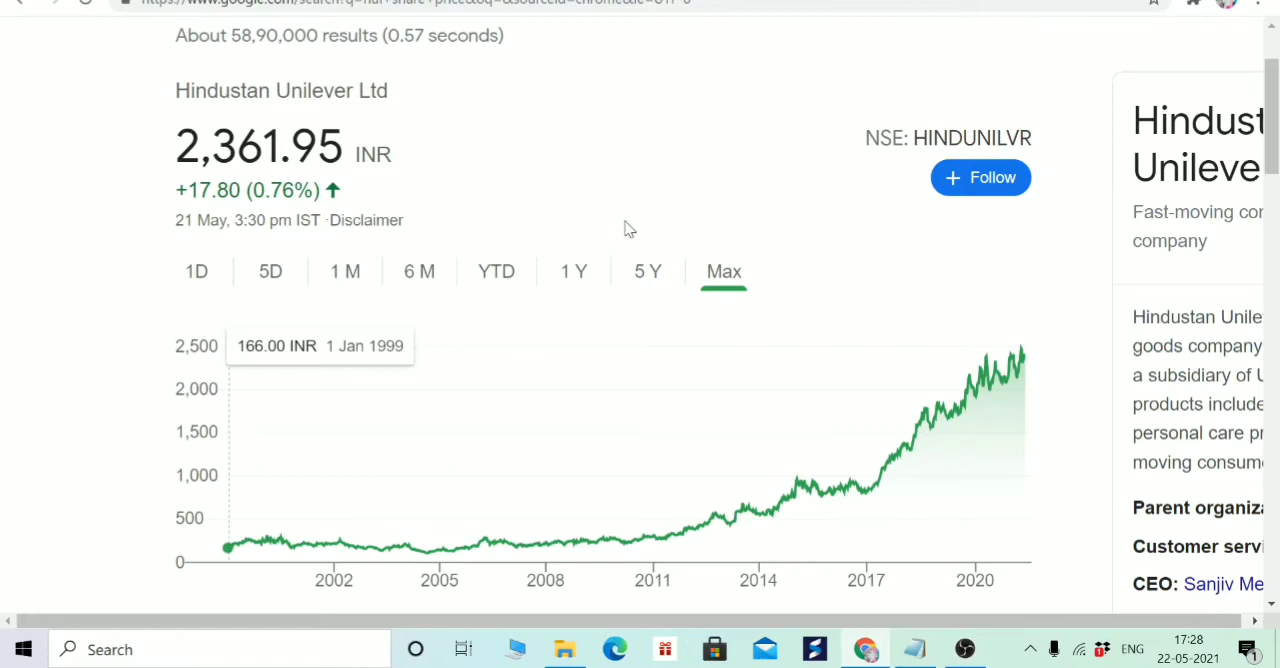 About 58,90,000 results (0.57 seconds)
Hindustan Unilever Ltd
2,361.95 INR
+17.80 (0.76%)
21 May, 3:30 pm IST · Disclaimer
NSE: HINDUNILVR
+ Follow
1D 5D 1 M 6 M YTD 1 Y 5 Y Max
166.00 INR 1 Jan 1999
2,500
2,000
1,500
1,000
500
0
2002 2005 2008 2011 2014 2017 2020
Hindust
Unileve
Fast-moving co
company
Hindustan Unile
goods company
a subsidiary of U
products include
personal care p
moving consum
Parent organiz
Customer serv
CEO: Sanjiv Me
Search
ENG
17:28
22-05-2021
1